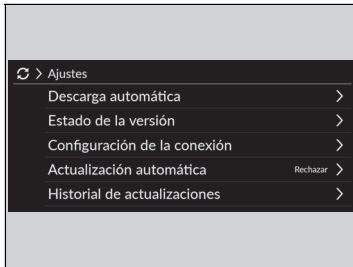 > Ajustes
Descarga automática >
Estado de la versión >
Configuración de la conexión >
Actualización automática Rechazar >
Historial de actualizaciones >